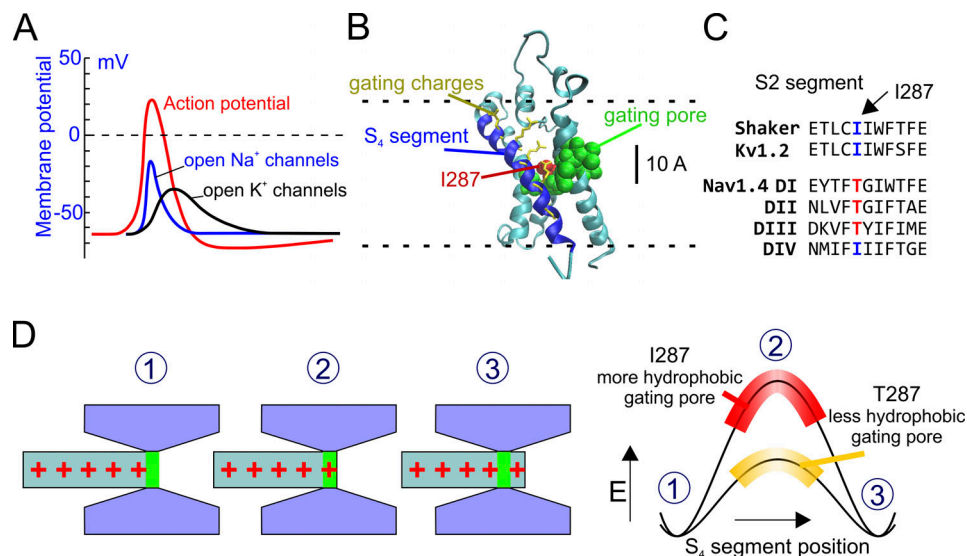 A
50
mV
Membrane potential
Action potential
0
open Na⁺ channels
open K⁺ channels
−50
B
gating charges
S₄ segment
gating pore
I287
10 A
C
S2 segment
I287
Shaker ETLCIIWFTFE
Kv1.2 ETLCIIWFSFE
Nav1.4 DI EYTFTGIWTFE
DII NLVFTGIFTAE
DIII DKVFTYIFIME
DIV NMIFIIIFTGE
D
1
2
3
+ + + + +
+ + + + +
+ + + + +
I287
more hydrophobic
gating pore
2
T287
less hydrophobic
gating pore
E
1
3
S₄ segment position